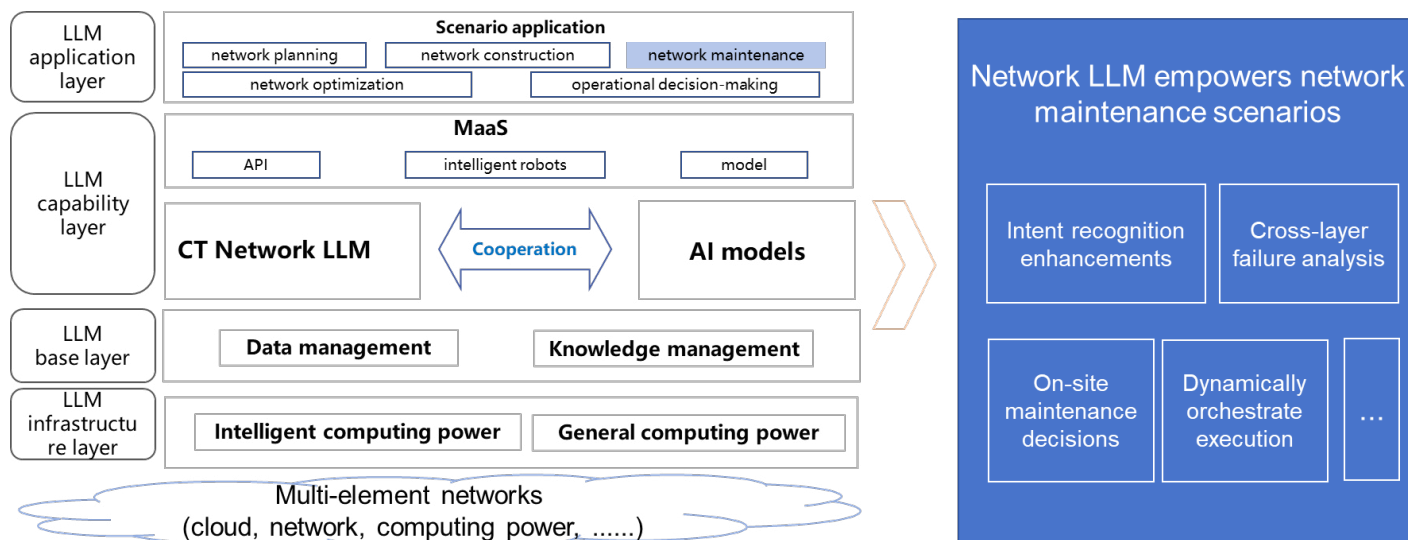 LLM
application
layer
Scenario application
network planning
network construction
network maintenance
network optimization
operational decision-making
LLM
capability
layer
MaaS
API
intelligent robots
model
CT Network LLM
Cooperation
AI models
LLM
base layer
Data management
Knowledge management
LLM
infrastructu
re layer
Intelligent computing power
General computing power
Multi-element networks
(cloud, network, computing power, ......)
Network LLM empowers network
maintenance scenarios
Intent recognition
enhancements
Cross-layer
failure analysis
On-site
maintenance
decisions
Dynamically
orchestrate
execution
...